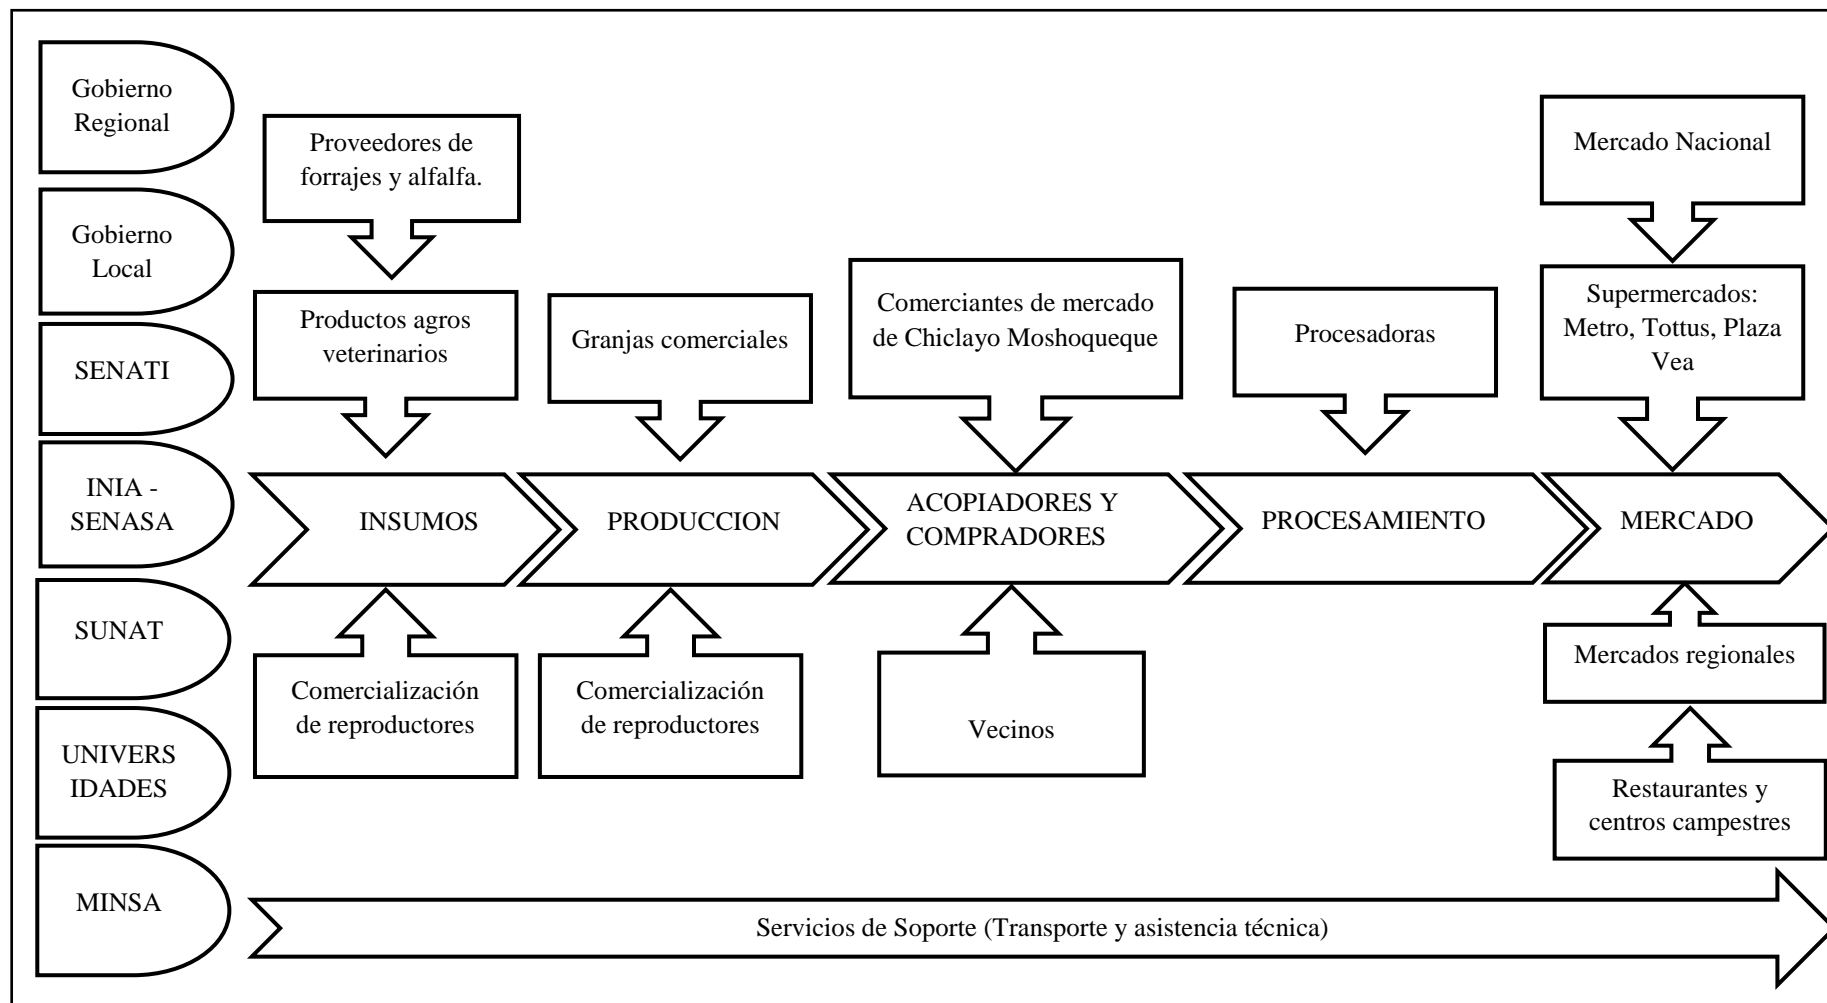 Gobierno
Regional
Gobierno
Local
SENATI
INIA -
SENASA
SUNAT
UNIVERS
IDADES
MINSA
Proveedores de
forrajes y alfalfa.
Productos agros
veterinarios
Granjas comerciales
Comerciantes de mercado
de Chiclayo Moshoqueque
Procesadoras
Mercado Nacional
Supermercados:
Metro, Tottus, Plaza
Vea
INSUMOS
PRODUCCION
ACOPIADORES Y
COMPRADORES
PROCESAMIENTO
MERCADO
Comercialización
de reproductores
Comercialización
de reproductores
Vecinos
Mercados regionales
Restaurantes y
centros campestres
Servicios de Soporte (Transporte y asistencia técnica)